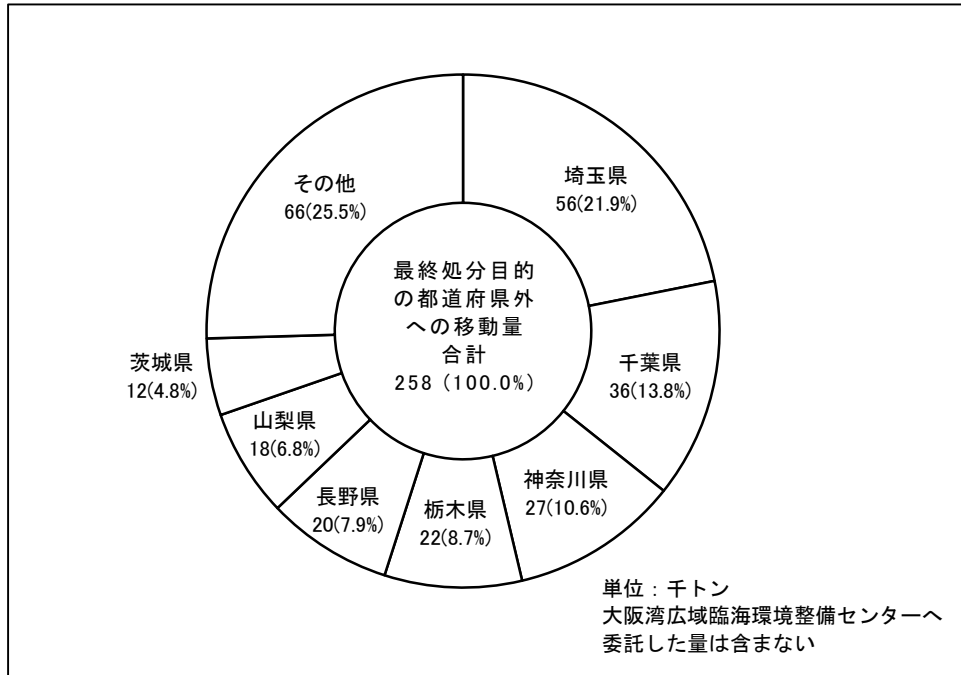 最終処分目的
の都道府県外
への移動量
合計
258 (100.0%)
埼玉県
56(21.9%)
千葉県
36(13.8%)
神奈川県
27(10.6%)
栃木県
22(8.7%)
長野県
20(7.9%)
山梨県
18(6.8%)
茨城県
12(4.8%)
その他
66(25.5%)
単位：千トン
大阪湾広域臨海環境整備センターへ
委託した量は含まない